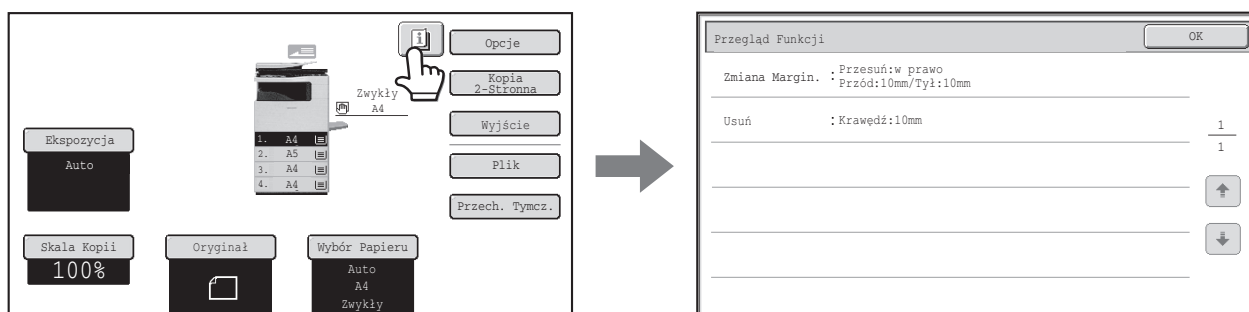 Opcje
Kopia
2-Stronna
Zwykły
A4
Wyjście
Ekspozycja
Auto
1. A4
2. A5
3. A4
4. A4
Plik
Przech. Tymcz.
Skala Kopii
100%
Oryginał
Wybór Papieru
Auto
A4
Zwykły
Przegląd Funkcji
OK
Zmiana Margin. : Przesuń:w prawo
Przód:10mm/Tył:10mm
Usuń : Krawędź:10mm
1
1